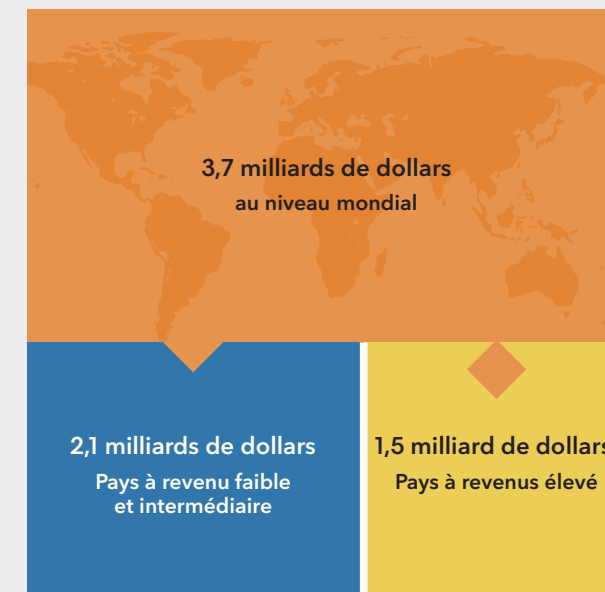 3,7 milliards de dollars
au niveau mondial
2,1 milliards de dollars
Pays à revenu faible
et intermédiaire
1,5 milliard de dollars
Pays à revenus élevé